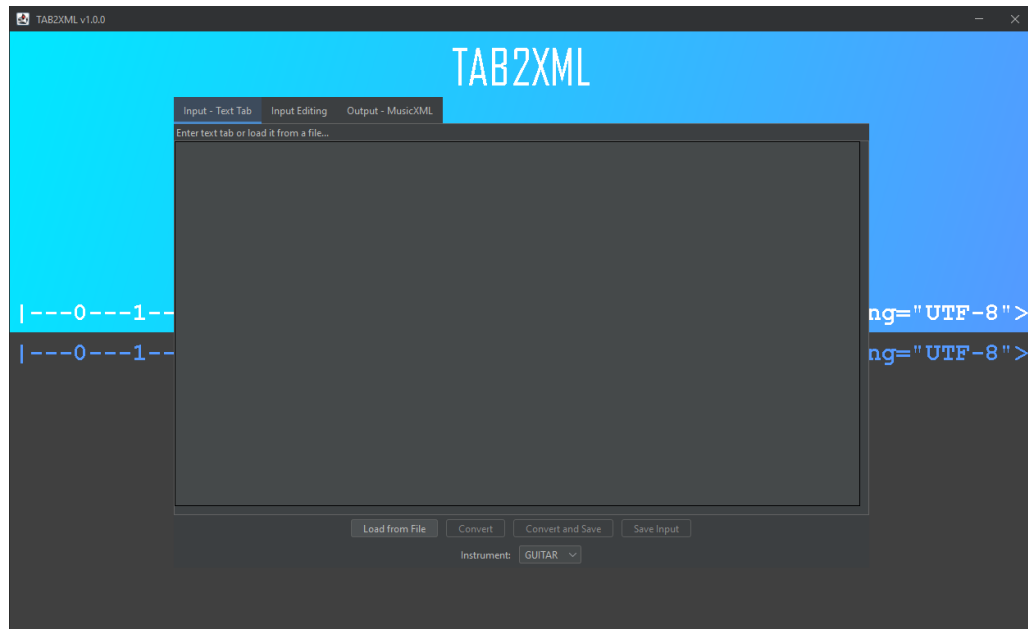 TAB2XML v1.0.0
TAB2XML
Input - Text Tab Input Editing Output - MusicXML
Enter text tab or load it from a file...
|---0---1-- ng="UTF-8">
|---0---1-- ng="UTF-8">
Load from File Convert Convert and Save Save Input
Instrument: GUITAR